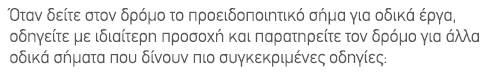 Όταν δείτε στον δρόμο το προειδοποιητικό σήμα για οδικά έργα,
οδηγείτε με ιδιαίτερη προσοχή και παρατηρείτε τον δρόμο για άλλα
οδικά σήματα που δίνουν πιο συγκεκριμένες οδηγίες: